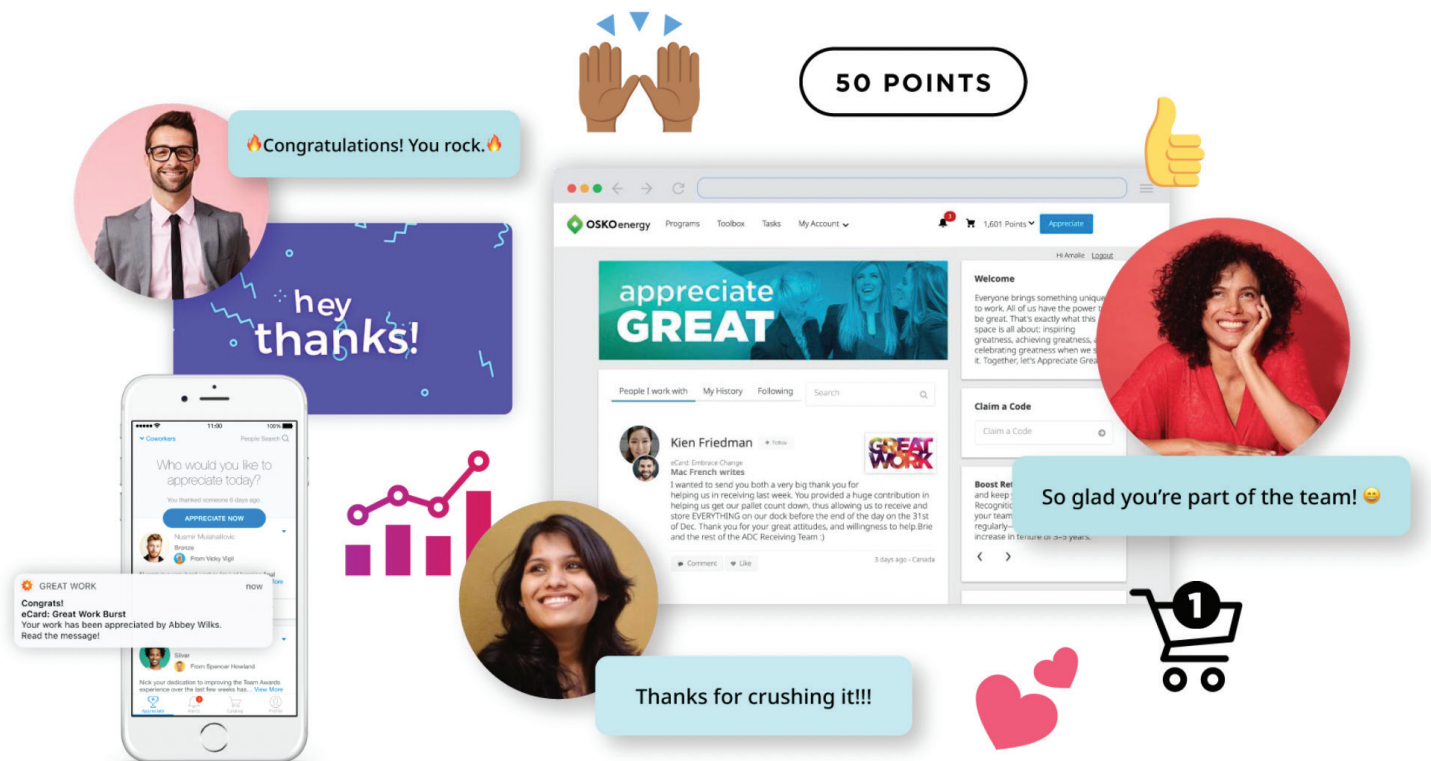 50 POINTS
🔥Congratulations! You rock.🔥
hey
thanks!
OSKOenergy Programs Toolbox Tasks My Account 1,601 Points Appreciate
Hi Amalie Logout
appreciate
GREAT
Welcome
Everyone brings something unique
to work. All of us have the power
be great. That's exactly what this
space is all about: inspiring
greatness, achieving greatness,
celebrating greatness when we
it. Together, let's Appreciate
People I work with My History Following Search
Claim a Code
Claim a Code
Kien Friedman Follow
eCard: Embrace Change
Mac French writes
GREAT
WORK
I wanted to send you both a very big thank you for
helping us in receiving last week. You provided a huge contribution in
helping us get our pallet count down, thus allowing us to receive and
store EVERYTHING on our dock before the end of the day on the 31st
of Dec. Thank you for your great attitudes, and willingness to help.Brie
and the rest of the ADC Receiving Team :)
Comment Like 3 days ago - Canada
Boost
and keep
your team
regularly—
increase in tenure of 3–5 years.
So glad you're part of the team! 😄
11:00 100%
Coworkers People Search
Who would you like to
appreciate today?
You thanked someone 6 days ago.
APPRECIATE NOW
Bronze
From Vicky Vigil
More
GREAT WORK now
Congrats!
eCard: Great Work Burst
Your work has been appreciated by Abbey Wilks.
Read the message!
Silver
From Spencer Howland
Nick your dedication to improving the Team Awards
experience over the last few weeks has... View More
Appreciate Alerts Catalog Profile
Thanks for crushing it!!!
1